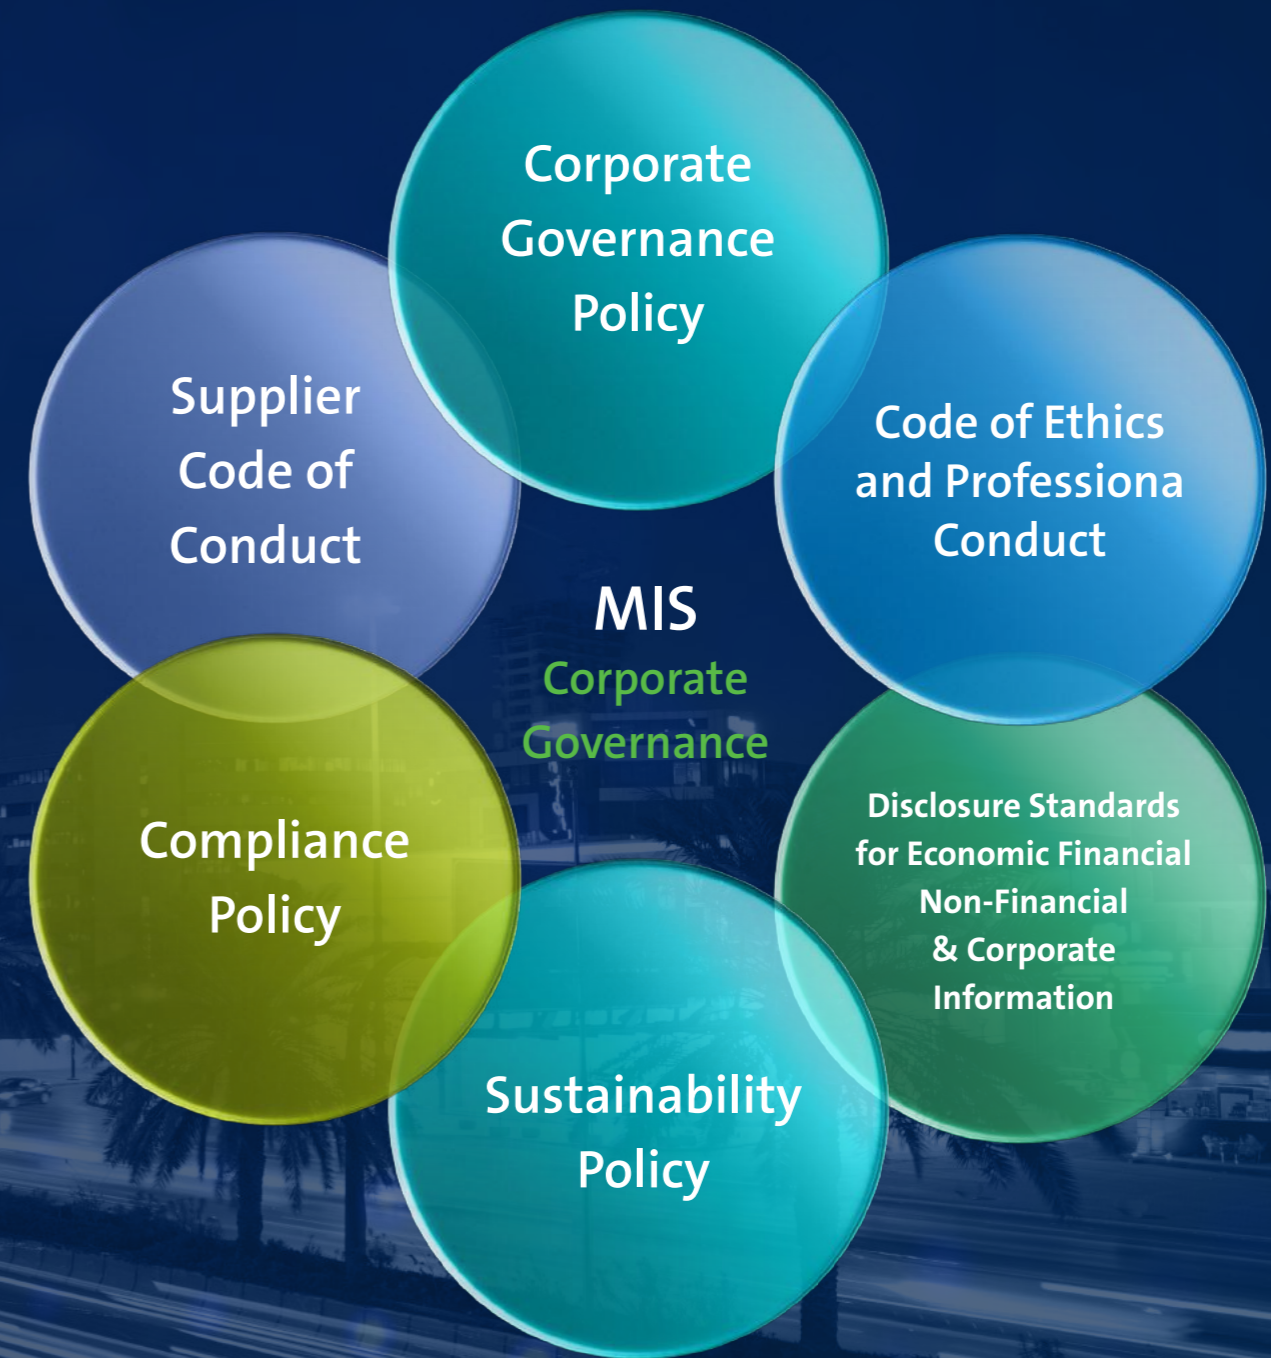 Corporate
Governance
Policy
Supplier
Code of
Conduct
Code of Ethics
and Professiona
Conduct
MIS
Corporate
Governance
Compliance
Policy
Disclosure Standards
for Economic Financial
Non-Financial
& Corporate
Information
Sustainability
Policy